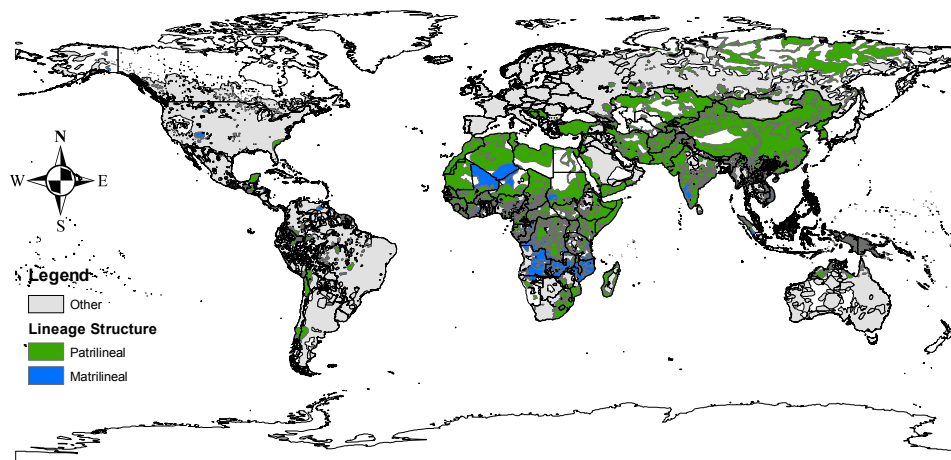 N
W E
S
Legend
Other
Lineage Structure
Patrilineal
Matrilineal